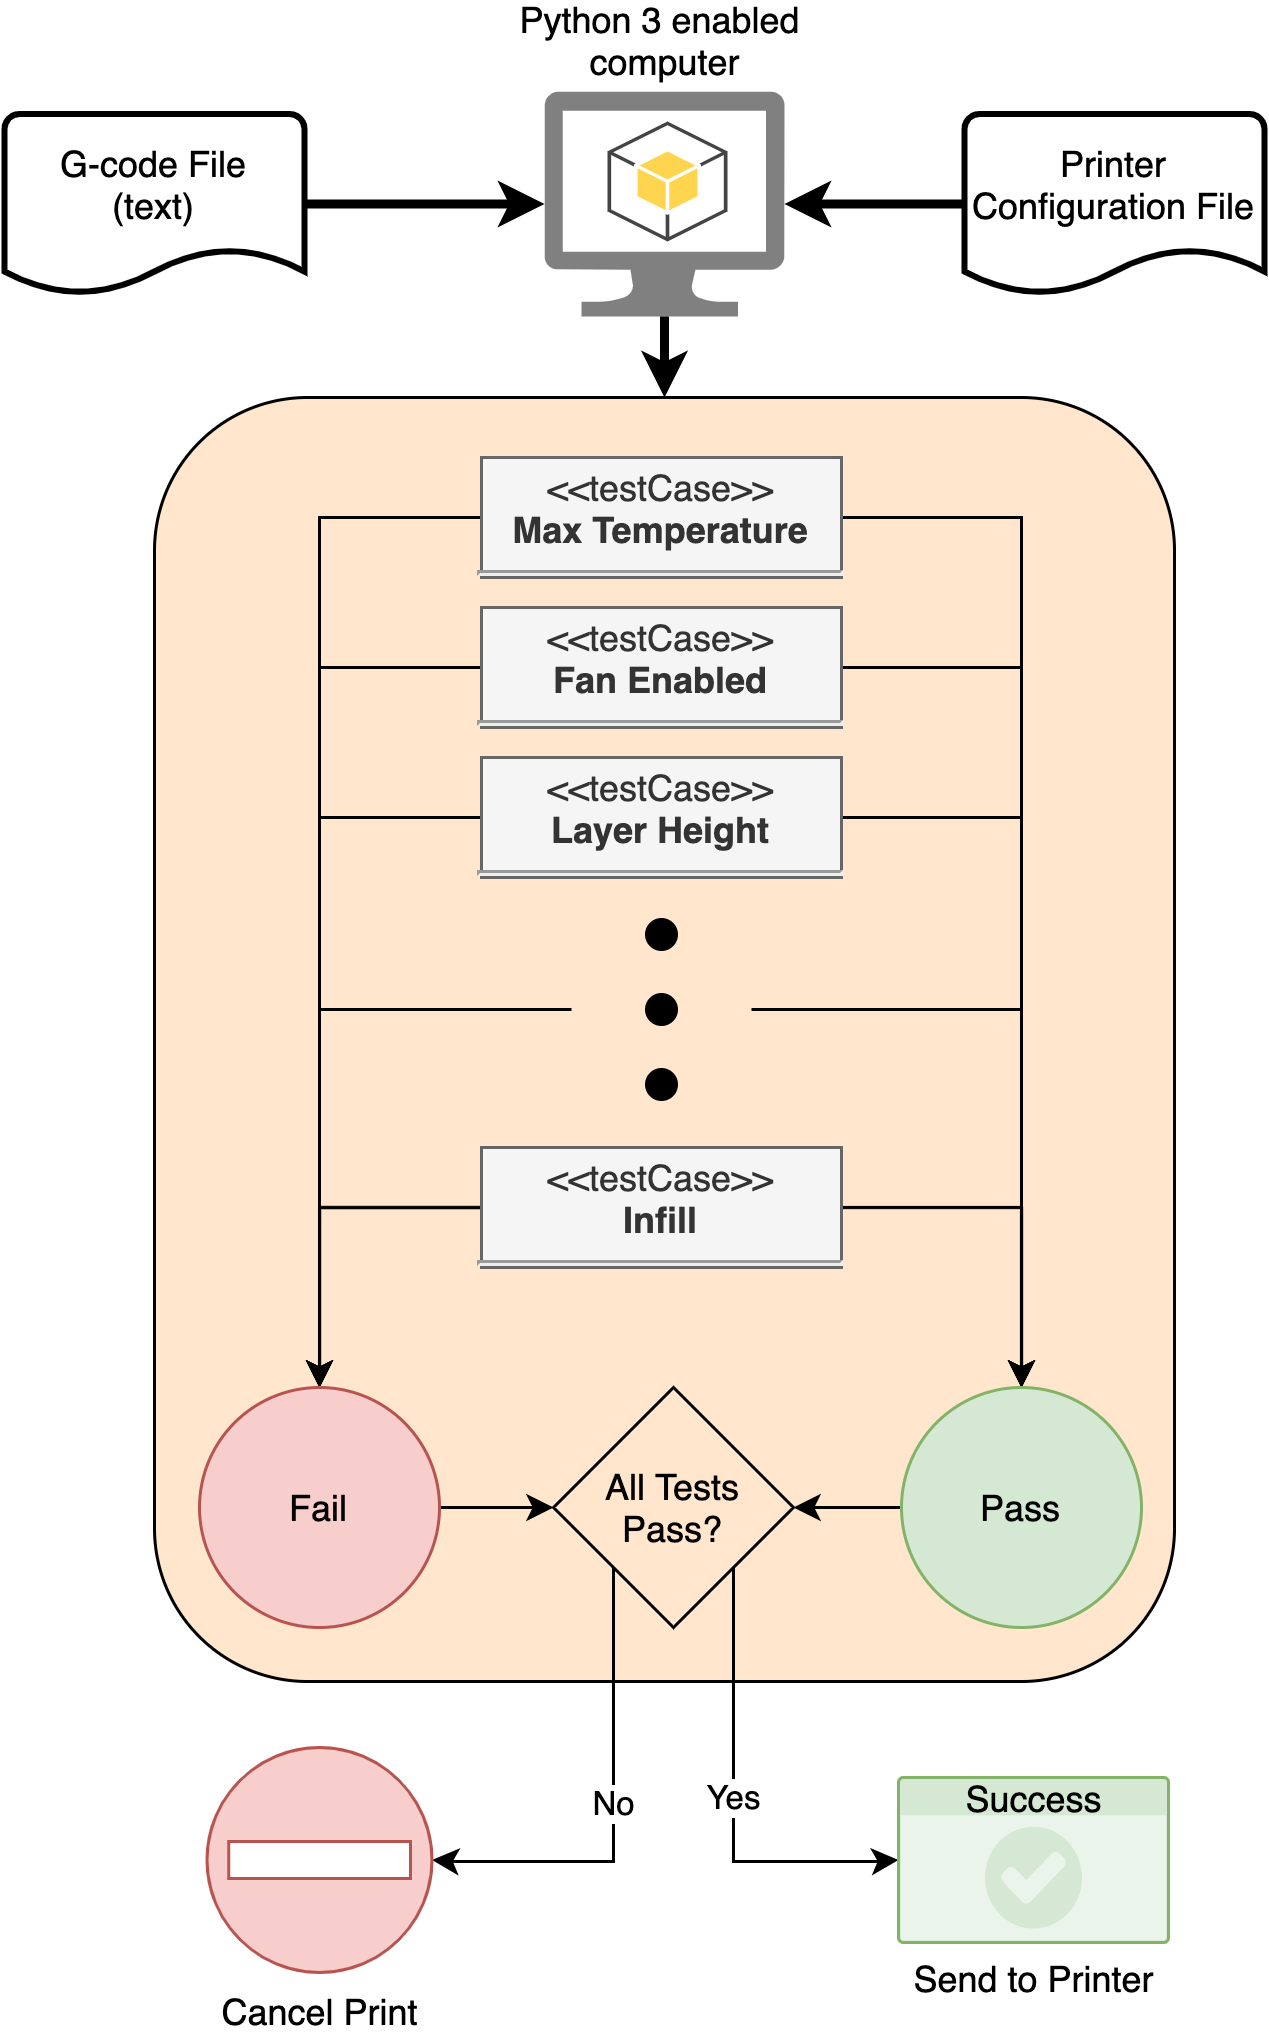 Python 3 enabled
computer
G-code File
(text)
Printer
Configuration File
<<testCase>>
Max Temperature
<<testCase>>
Fan Enabled
<<testCase>>
Layer Height
<<testCase>>
Infill
Fail
All Tests
Pass?
Pass
No
Yes
Success
Cancel Print
Send to Printer